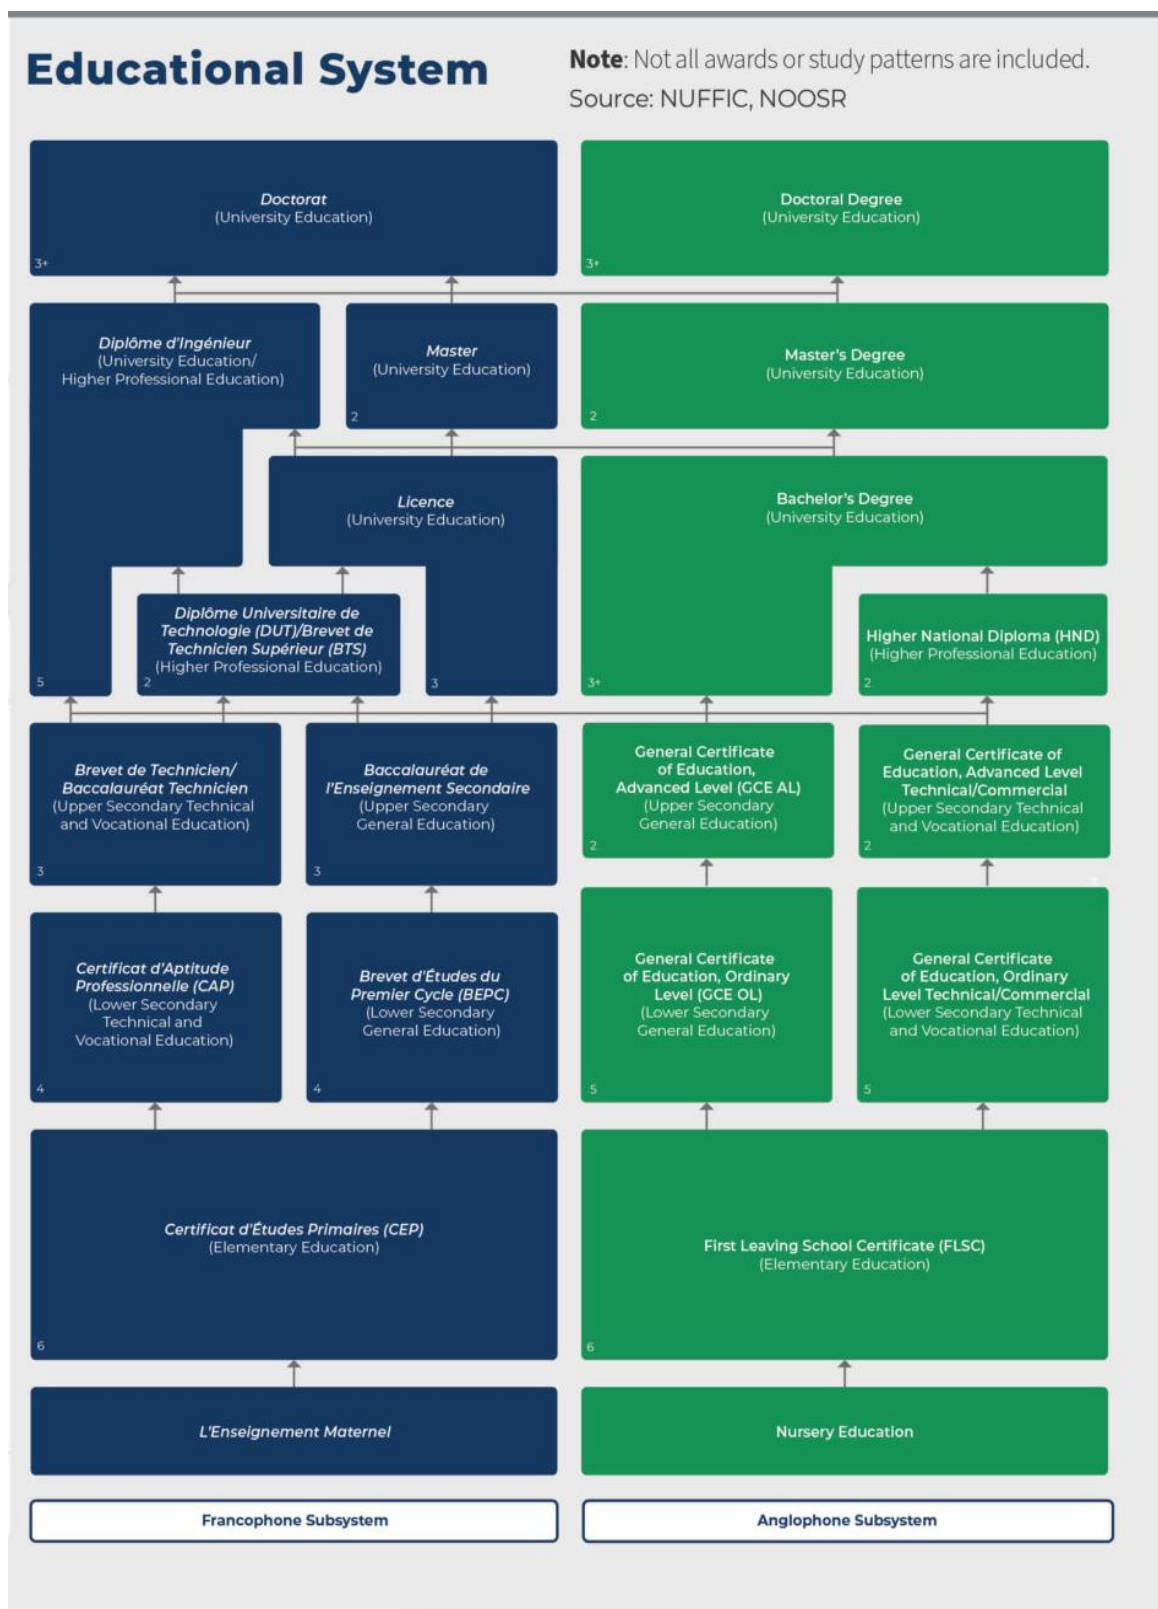 Educational System
Note: Not all awards or study patterns are included.
Source: NUFFIC, NOOSR
Doctorat
(University Education)
3+
Doctoral Degree
(University Education)
3+
Diplôme d'Ingénieur
(University Education/
Higher Professional Education)
5
Master
(University Education)
2
Master's Degree
(University Education)
2
Licence
(University Education)
3
Bachelor's Degree
(University Education)
3+
Diplôme Universitaire de
Technologie (DUT)/Brevet de
Technicien Supérieur (BTS)
(Higher Professional Education)
2
Higher National Diploma (HND)
(Higher Professional Education)
2
Brevet de Technicien/
Baccalauréat Technicien
(Upper Secondary Technical
and Vocational Education)
3
Baccalauréat de
l'Enseignement Secondaire
(Upper Secondary
General Education)
3
General Certificate
of Education,
Advanced Level (GCE AL)
(Upper Secondary
General Education)
2
General Certificate of
Education, Advanced Level
Technical/Commercial
(Upper Secondary Technical
and Vocational Education)
2
Certificat d'Aptitude
Professionnelle (CAP)
(Lower Secondary
Technical and
Vocational Education)
4
Brevet d'Études du
Premier Cycle (BEPC)
(Lower Secondary
General Education)
4
General Certificate
of Education, Ordinary
Level (GCE OL)
(Lower Secondary
General Education)
5
General Certificate
of Education, Ordinary
Level Technical/Commercial
(Lower Secondary Technical
and Vocational Education)
5
Certificat d'Études Primaires (CEP)
(Elementary Education)
6
First Leaving School Certificate (FLSC)
(Elementary Education)
6
L'Enseignement Maternel
Nursery Education
Francophone Subsystem
Anglophone Subsystem